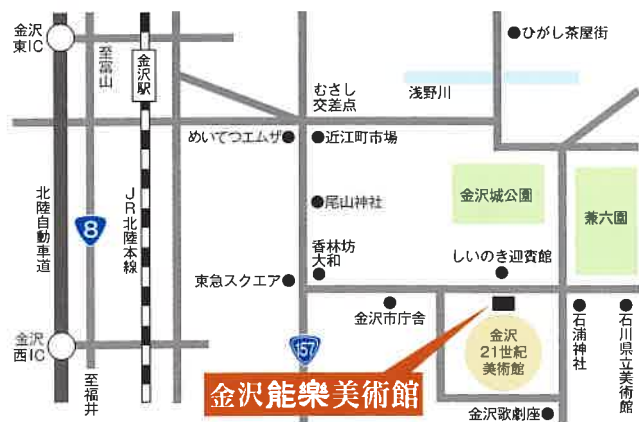 金沢
東IC
至富山
金沢駅
ひがし茶屋街
むさし
交差点
浅野川
めいてつエムザ
近江町市場
北陸自動車道
8
JR北陸本線
尾山神社
金沢城公園
兼六園
香林坊
大和
しいのき迎賓館
東急スクエア
金沢市庁舎
石浦神社
石川県立美術館
金沢
西IC
157
金沢
21世紀
美術館
至福井
金沢能樂美術館
金沢歌劇座